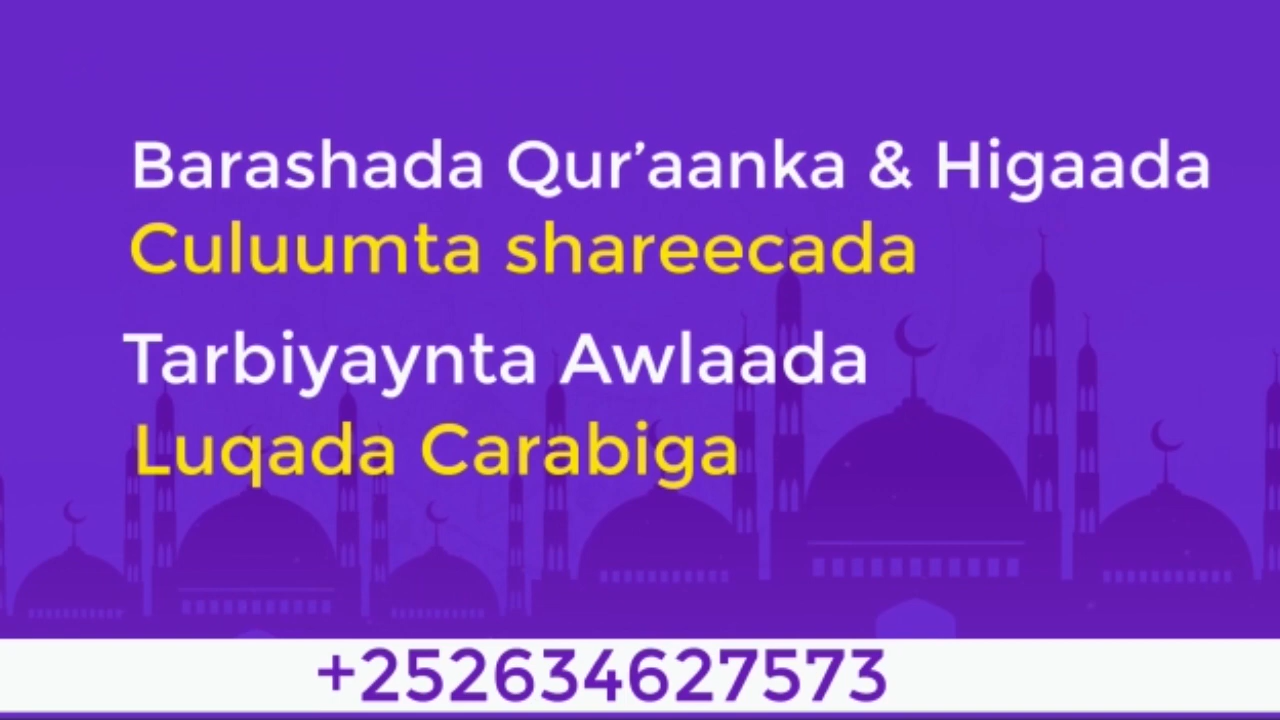 Barashada Qur’aanka & Higaada
Culuumta shareecada
Tarbiyaynta Awlaada
Luqada Carabiga
+252634627573